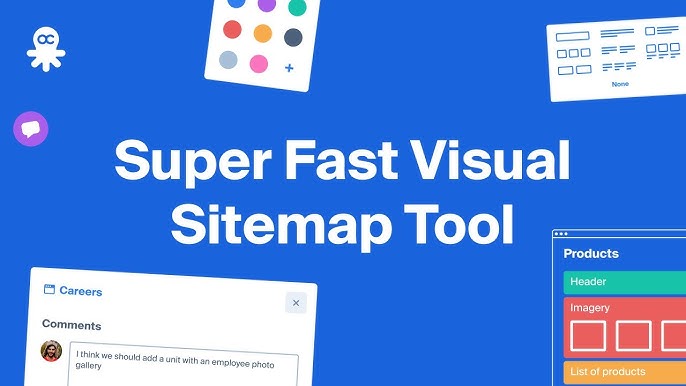 None
Super Fast Visual
Sitemap Tool
Careers
Comments
I think we should add a unit with an employee photo
gallery
Products
Header
Imagery
List of products